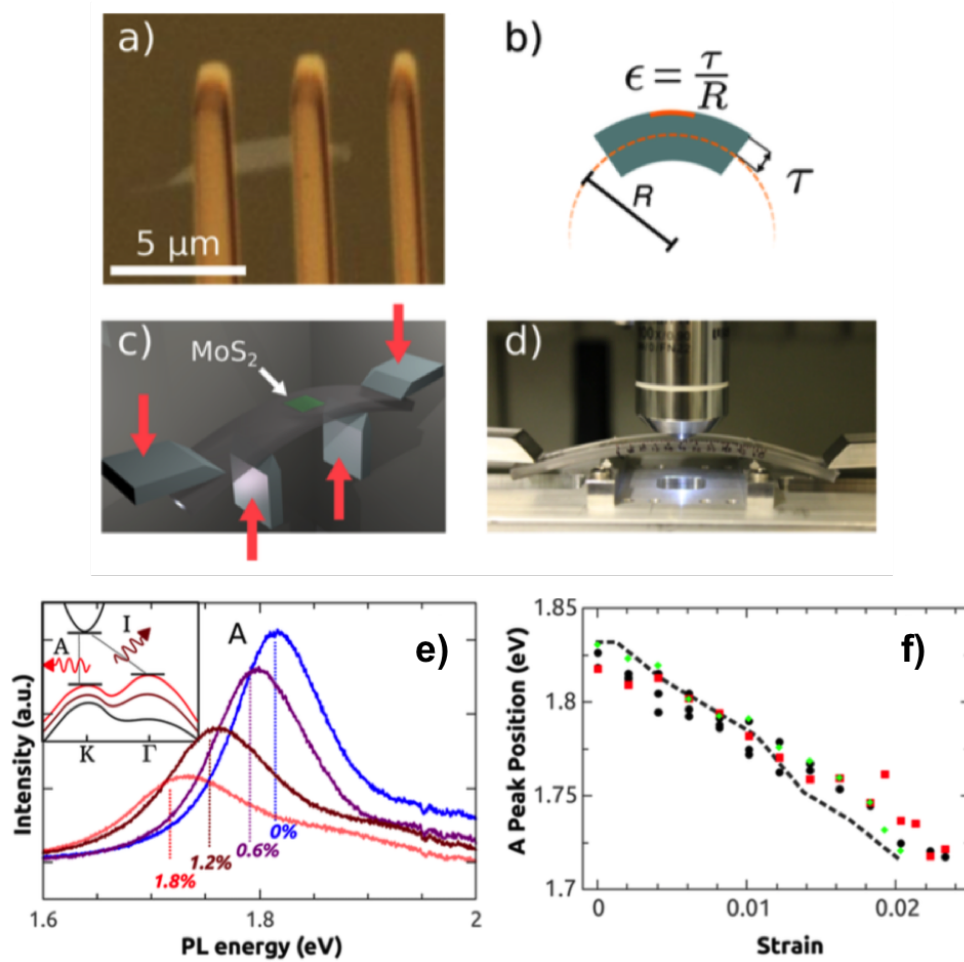 a)
5 μm
b)
ϵ = τ/R
R
τ
c)
MoS2
d)
e)
A
I
A
K Γ
0%
0.6%
1.2%
1.8%
Intensity (a.u.)
1.6 1.8 2
PL energy (eV)
f)
1.85
1.8
1.75
1.7
A Peak Position (eV)
0 0.01 0.02
Strain